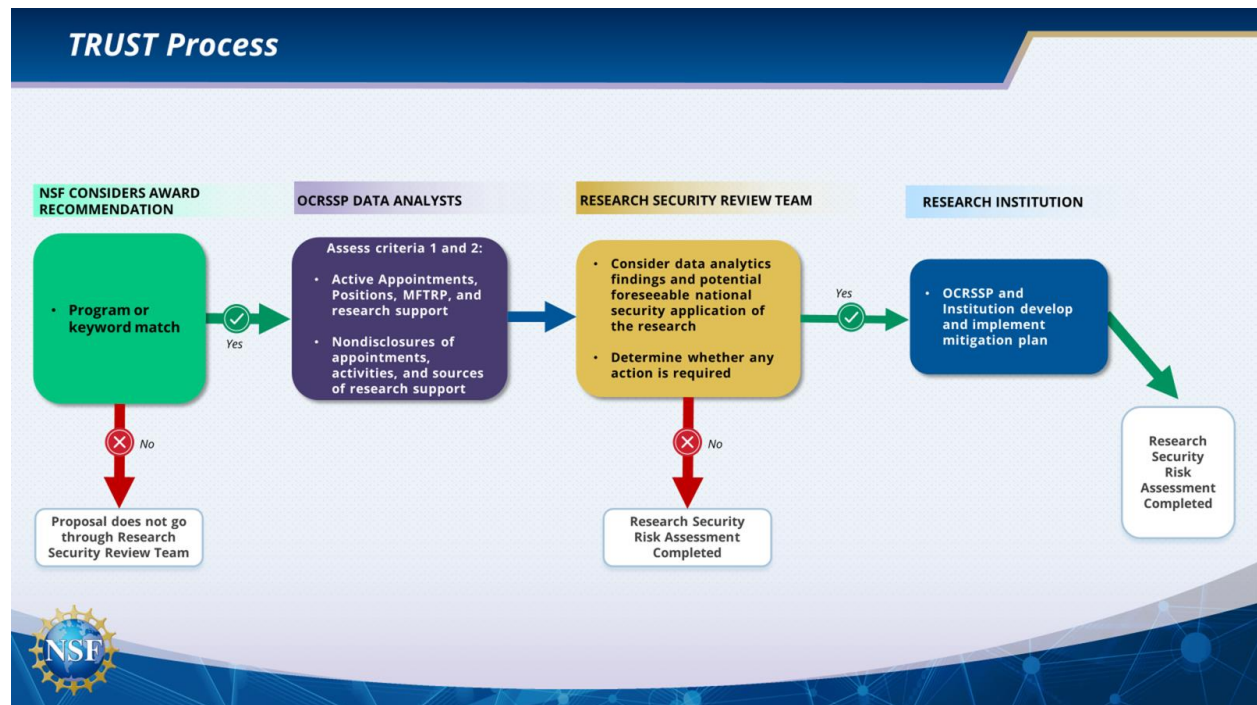 TRUST Process
NSF CONSIDERS AWARD
RECOMMENDATION
• Program or
keyword match
Yes
No
Proposal does not go
through Research
Security Review Team
OCRSSP DATA ANALYSTS
Assess criteria 1 and 2:
• Active Appointments,
Positions, MFTRP, and
research support
• Nondisclosures of
appointments,
activities, and sources
of research support
RESEARCH SECURITY REVIEW TEAM
• Consider data analytics
findings and potential
foreseeable national
security application of
the research
• Determine whether any
action is required
Yes
No
Research Security
Risk Assessment
Completed
RESEARCH INSTITUTION
• OCRSSP and
Institution develop
and implement
mitigation plan
Research
Security
Risk
Assessment
Completed
NSF